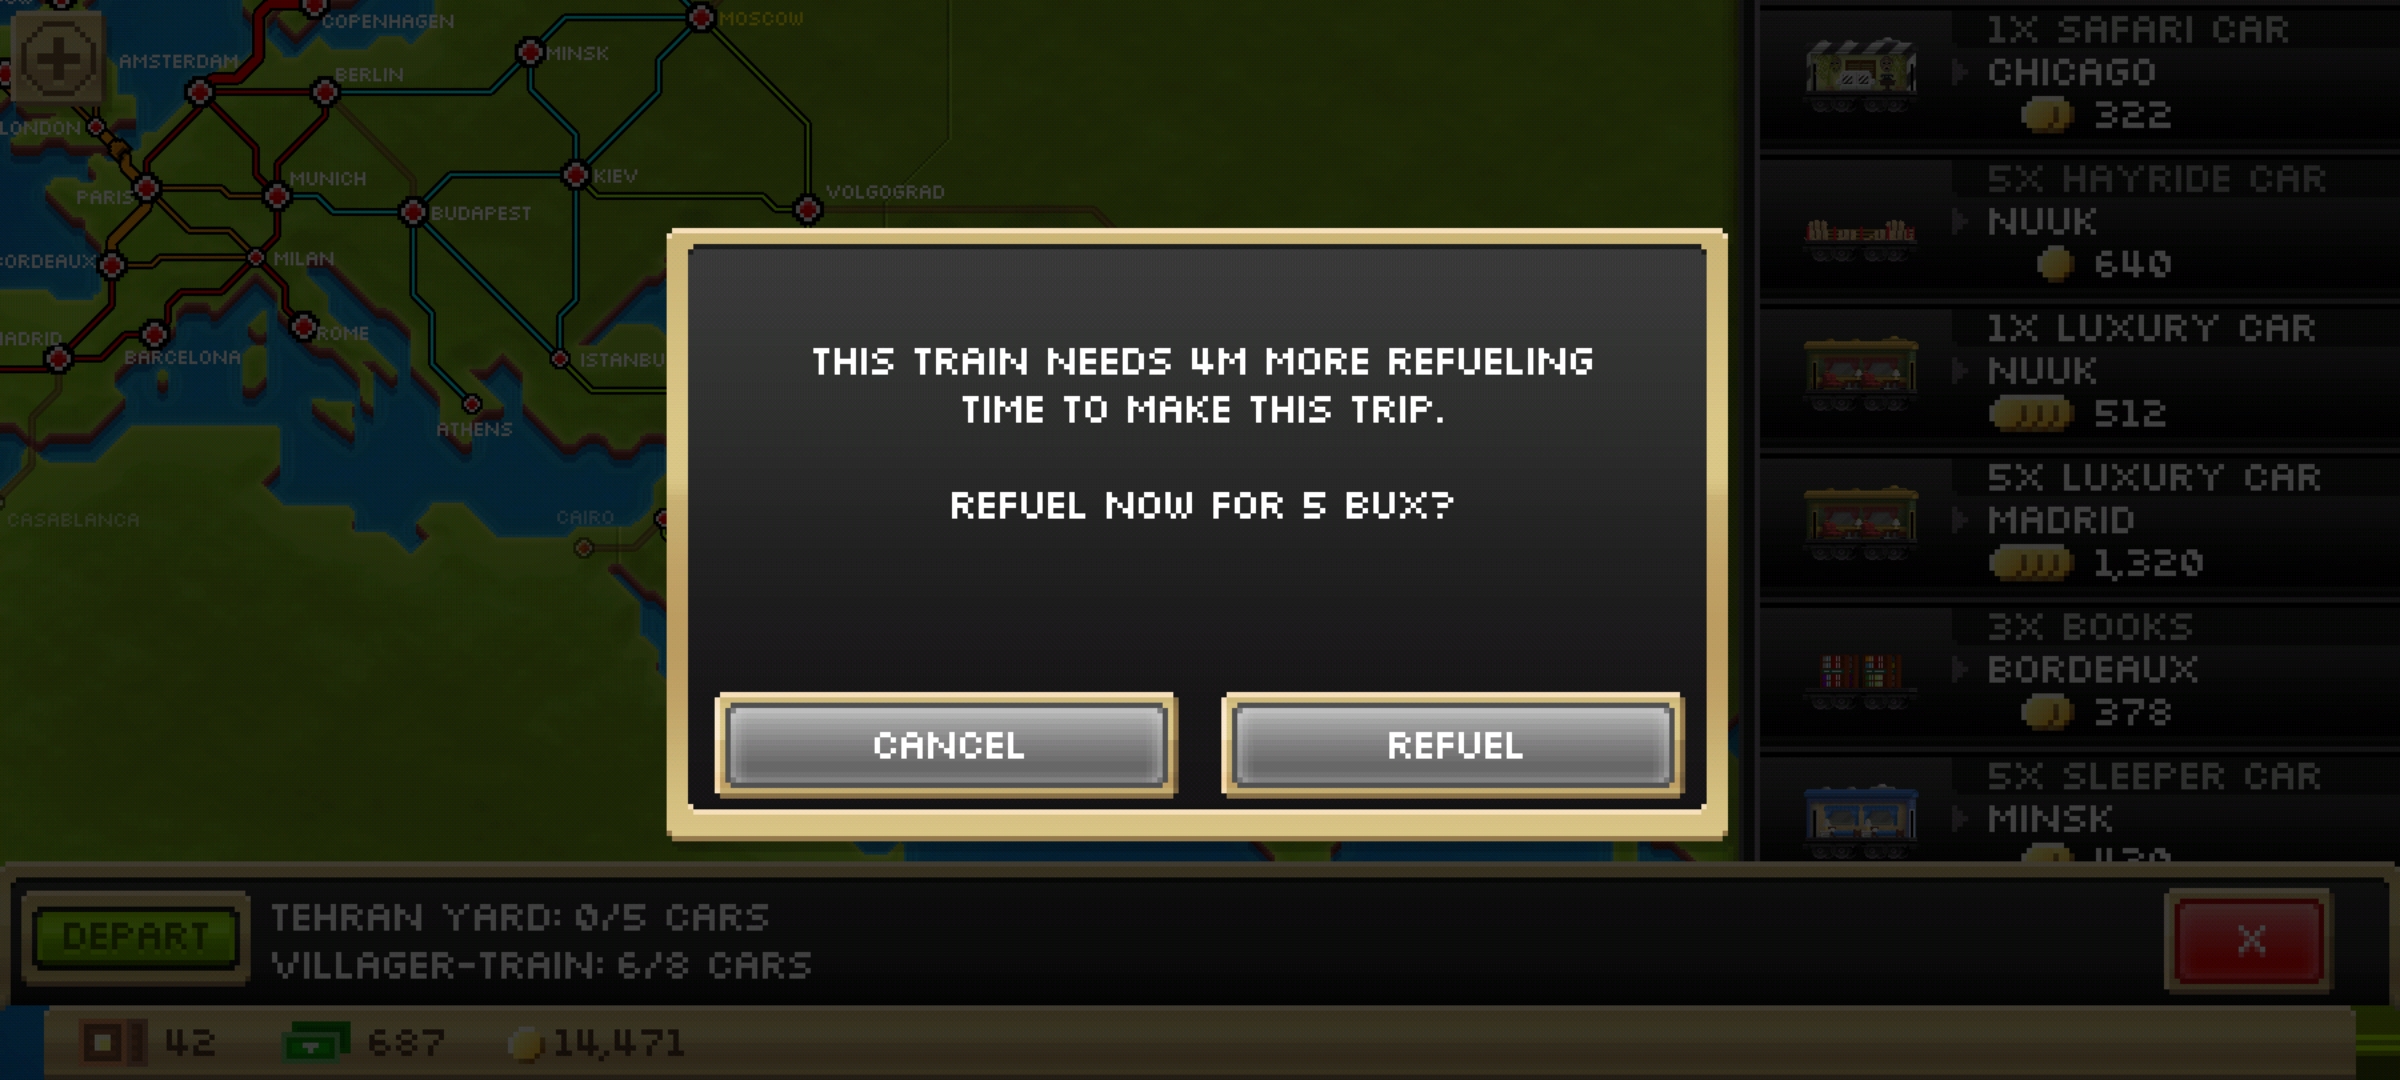 COPENHAGEN
MOSCOW
MINSK
AMSTERDAM
BERLIN
LONDON
MUNICH
KIEV
PARIS
BUDAPEST
VOLGOGRAD
MILAN
ROME
BARCELONA
ATHENS
CASABLANCA
CAIRO
THIS TRAIN NEEDS 4M MORE REFUELING
TIME TO MAKE THIS TRIP.
REFUEL NOW FOR 5 BUX?
CANCEL
REFUEL
1X SAFARI CAR
CHICAGO
322
5X HAYRIDE CAR
NUUK
640
1X LUXURY CAR
NUUK
512
5X LUXURY CAR
MADRID
1,320
3X BOOKS
BORDEAUX
378
5X SLEEPER CAR
MINSK
DEPART
TEHRAN YARD: 0/5 CARS
VILLAGER-TRAIN: 6/8 CARS
X
42
687
14,471